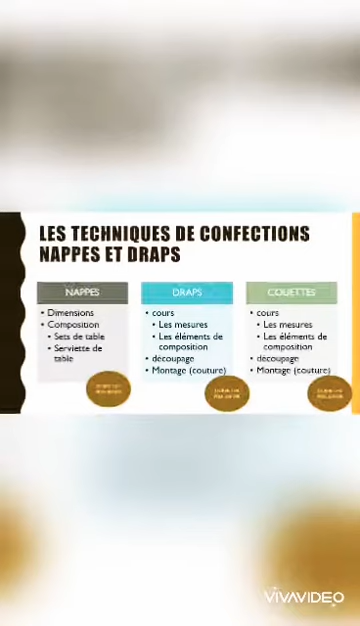 LES TECHNIQUES DE CONFECTIONS
NAPPES ET DRAPS
NAPPES
• Dimensions
• Composition
• Sets de table
• Serviette de
table
DRAPS
• cours
• Les mesures
• Les éléments de
composition
• découpage
• Montage (couture)
COUETTES
• cours
• Les mesures
• Les éléments de
composition
• découpage
• Montage (couture)
VIVAVIDEO